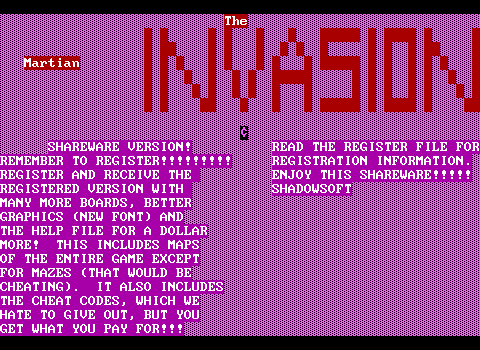 The
Martian
INVASION
¢
SHAREWARE VERSION!
REMEMBER TO REGISTER!!!!!!!!!
REGISTER AND RECEIVE THE
REGISTERED VERSION WITH
MANY MORE BOARDS, BETTER
GRAPHICS (NEW FONT) AND
THE HELP FILE FOR A DOLLAR
MORE!  THIS INCLUDES MAPS
OF THE ENTIRE GAME EXCEPT
FOR MAZES (THAT WOULD BE
CHEATING).  IT ALSO INCLUDES
THE CHEAT CODES, WHICH WE
HATE TO GIVE OUT, BUT YOU
GET WHAT YOU PAY FOR!!!
READ THE REGISTER FILE FOR
REGISTRATION INFORMATION.
ENJOY THIS SHAREWARE!!!!!
SHADOWSOFT